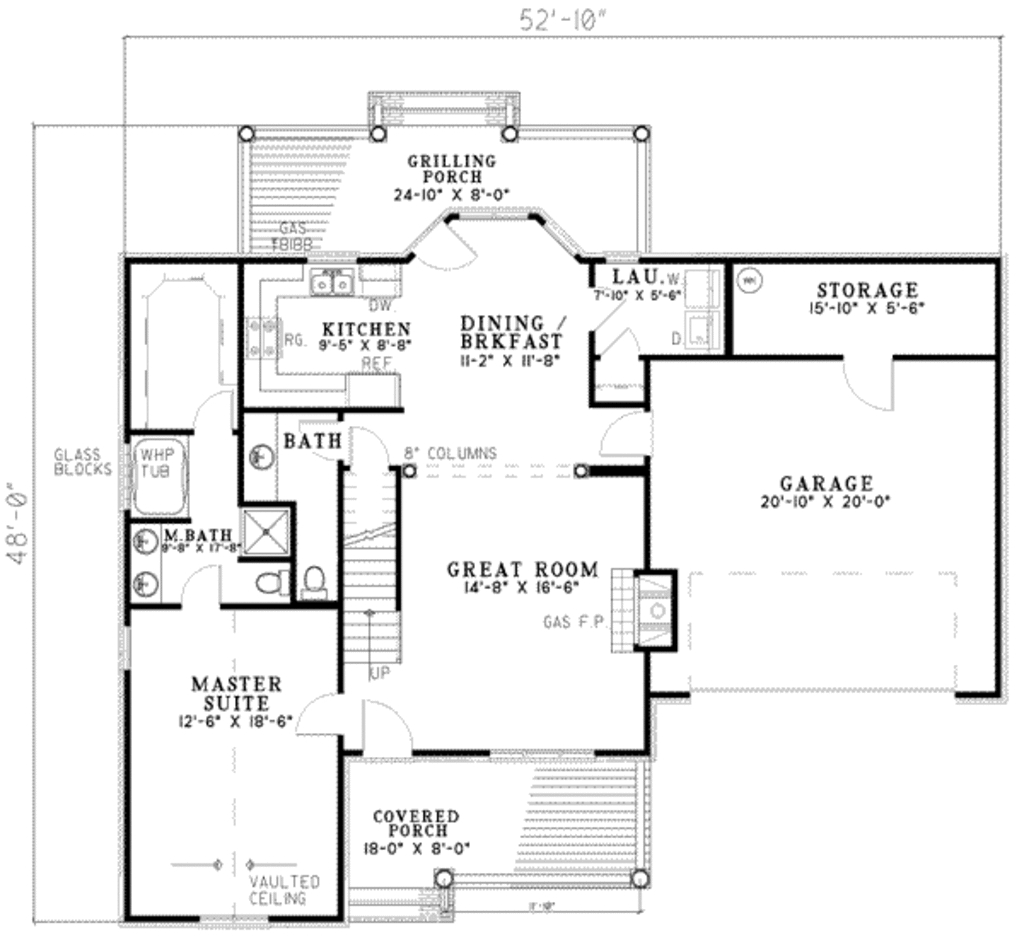 52'-10"
GRILLING
PORCH
24-10" X 8'-0"
GAS
LAU.
W.
7'-10" X 5'-6"
STORAGE
15'-10" X 5'-6"
DW.
KITCHEN
9'-5" X 8'-8"
RG.
REF.
DINING /
BRKFAST
11-2" X 11'-8"
D.
BATH
8" COLUMNS
GLASS
BLOCKS
WHP
TUB
GARAGE
20'-10" X 20'-0"
48'-0"
M.BATH
9'-8" X 17'-8"
GREAT ROOM
14'-8" X 16'-6"
GAS F.P.
UP
MASTER
SUITE
12'-6" X 18'-6"
COVERED
PORCH
18-0" X 8'-0"
VAULTED
CEILING